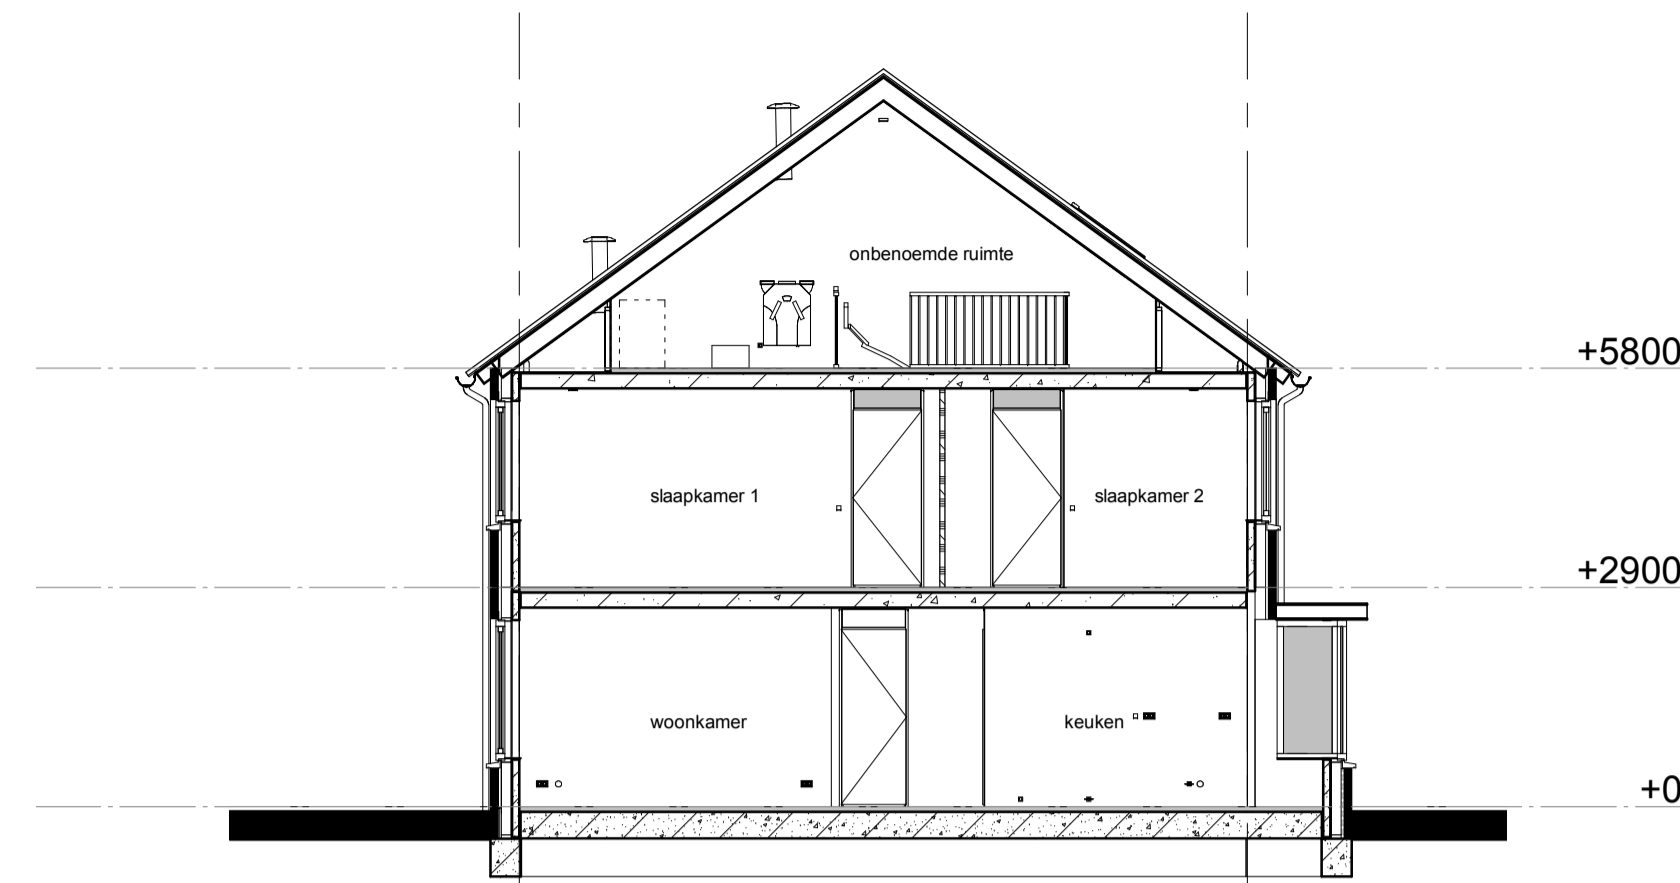 onbenoemde ruimte
+5800
slaapkamer 1
slaapkamer 2
+2900
woonkamer
keuken
+0